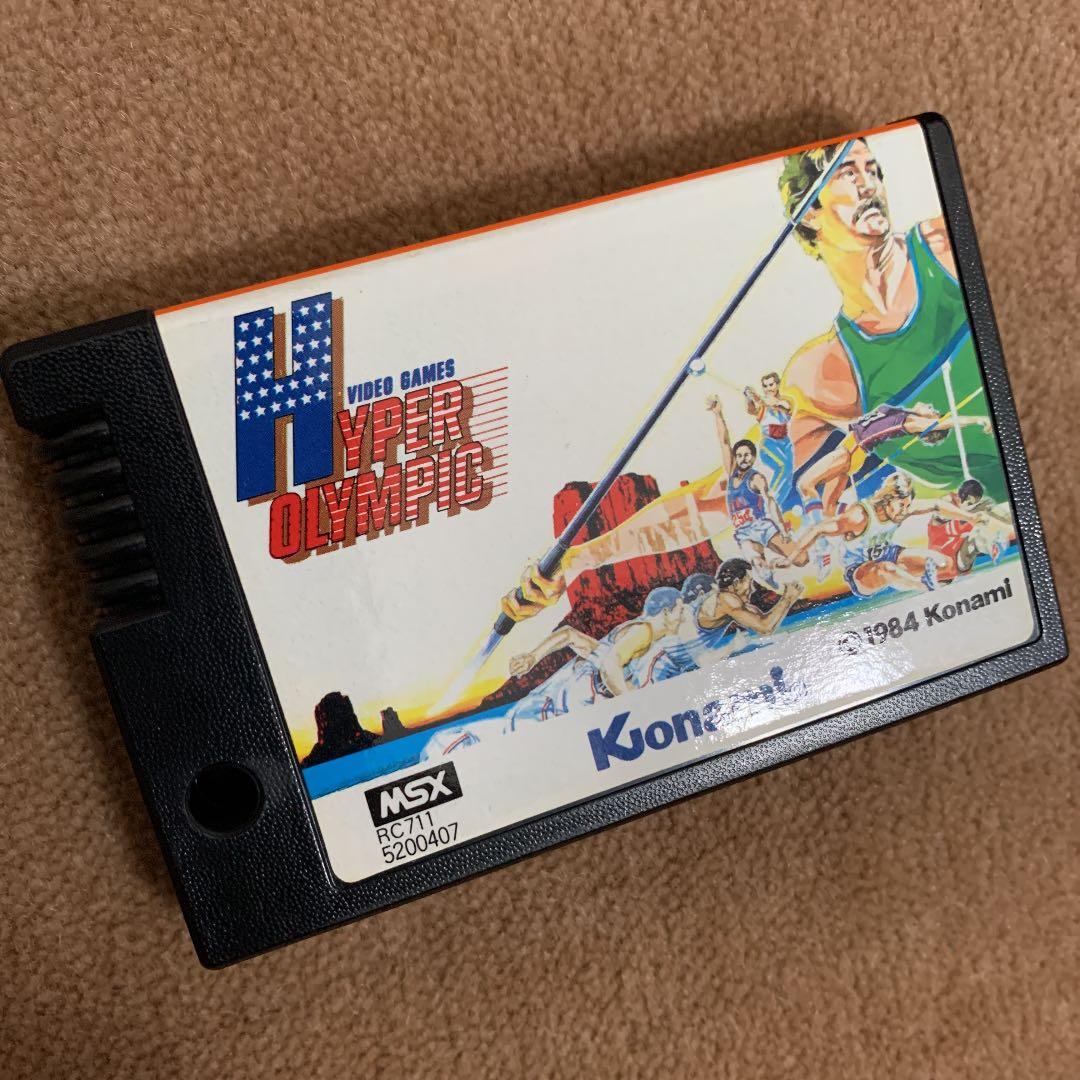 VIDEO GAMES
HYPER
OLYMPIC
©1984 Konami
Konami
MSX
RC711
5200407